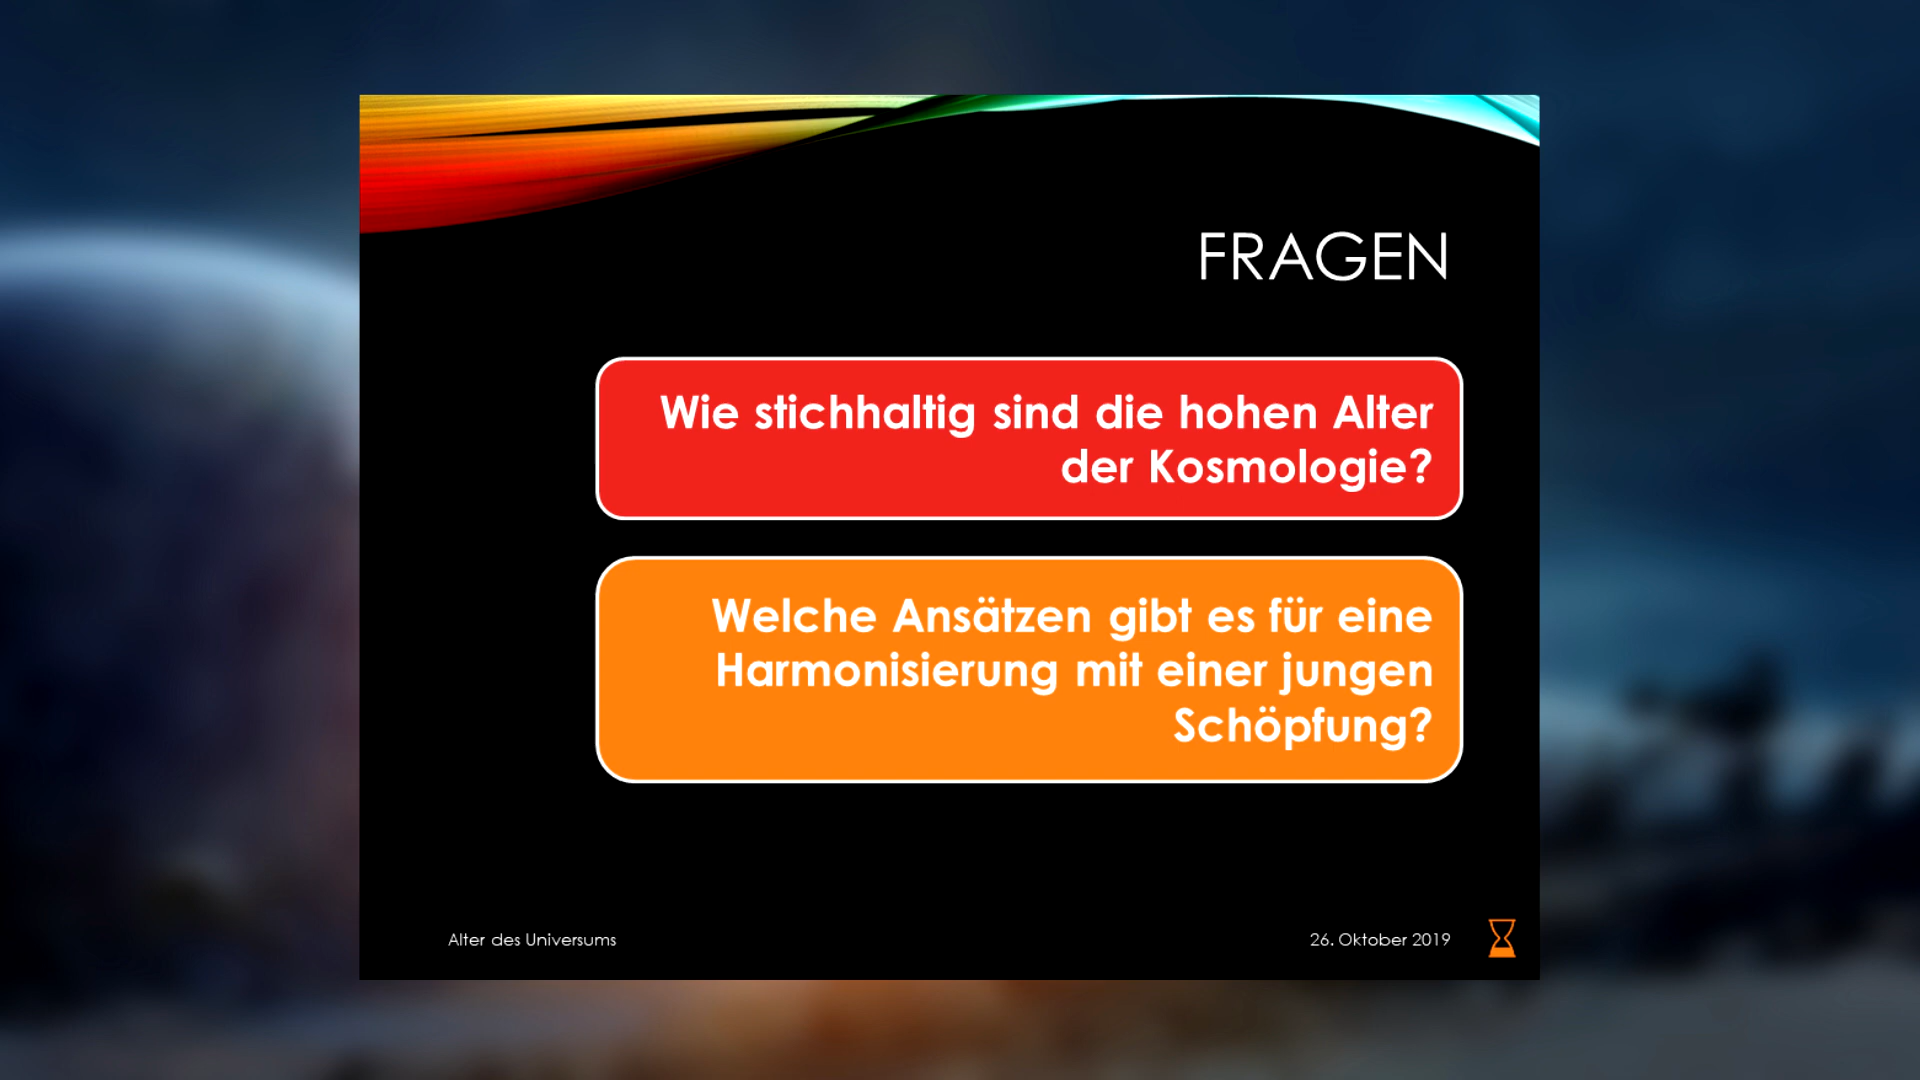 FRAGEN
Wie stichhaltig sind die hohen Alter
der Kosmologie?
Welche Ansätzen gibt es für eine
Harmonisierung mit einer jungen
Schöpfung?
Alter des Universums
26. Oktober 2019